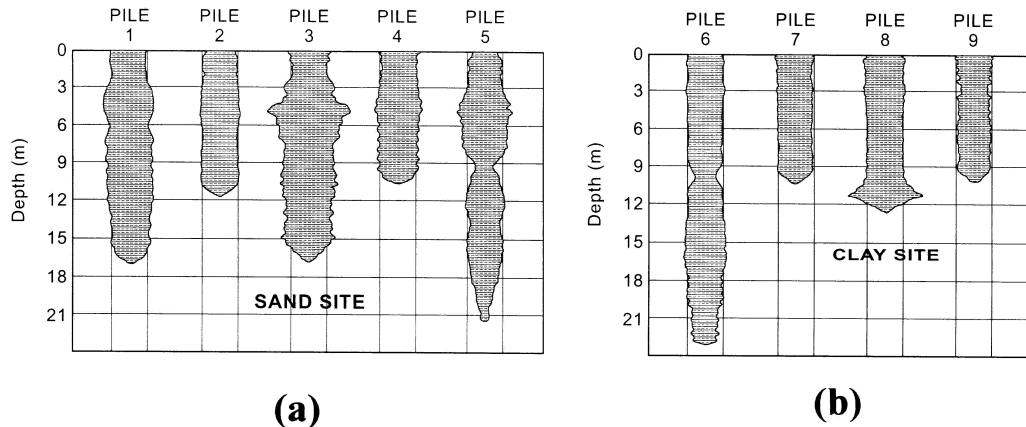 PILE PILE PILE PILE PILE
1 2 3 4 5
0
3
6
9
12
15
18
21
Depth (m)
SAND SITE
(a)
PILE PILE PILE PILE
6 7 8 9
0
3
6
9
12
15
18
21
Depth (m)
CLAY SITE
(b)